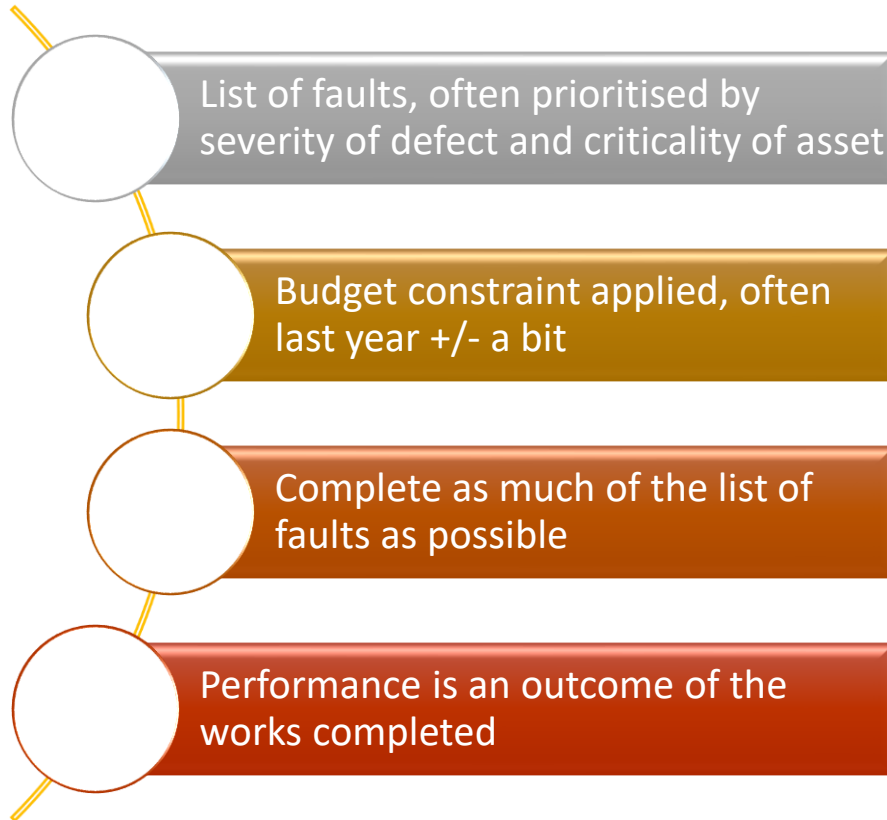 List of faults, often prioritised by
severity of defect and criticality of asset
Budget constraint applied, often
last year +/- a bit
Complete as much of the list of
faults as possible
Performance is an outcome of the
works completed